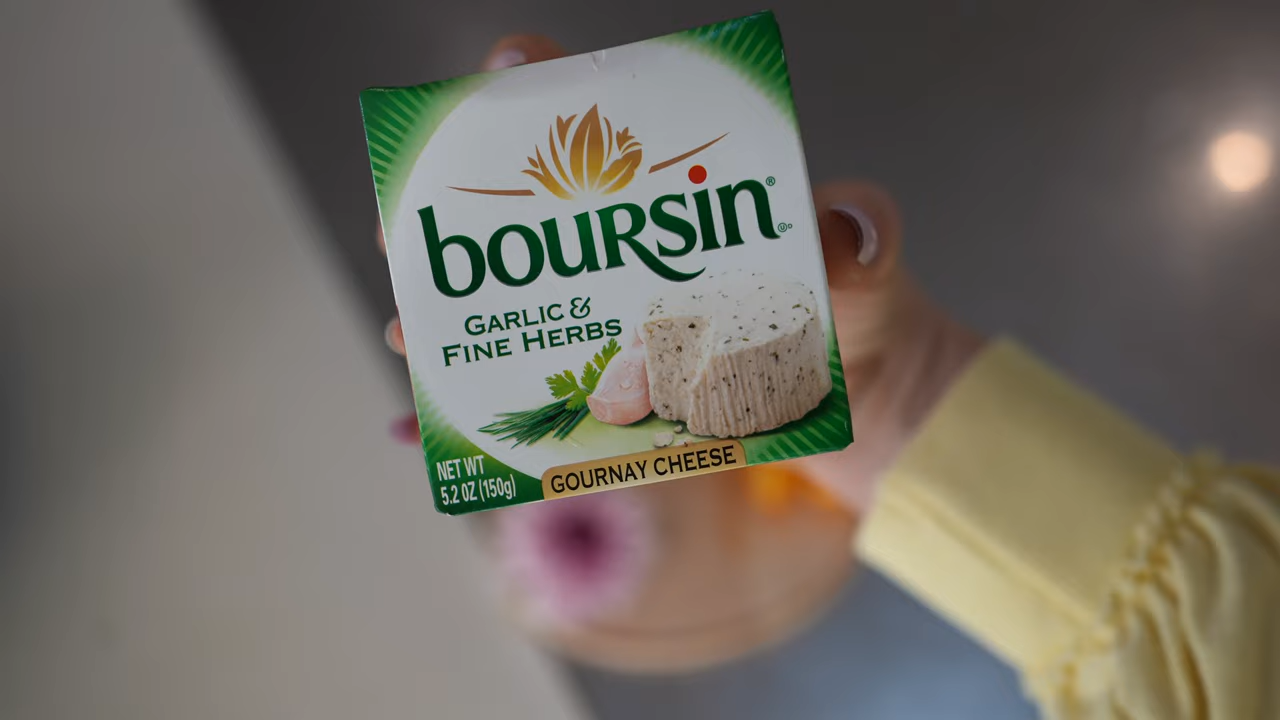 boursin®
GARLIC &
FINE HERBS
NET WT
5.2 OZ (150g)
GOURNAY CHEESE